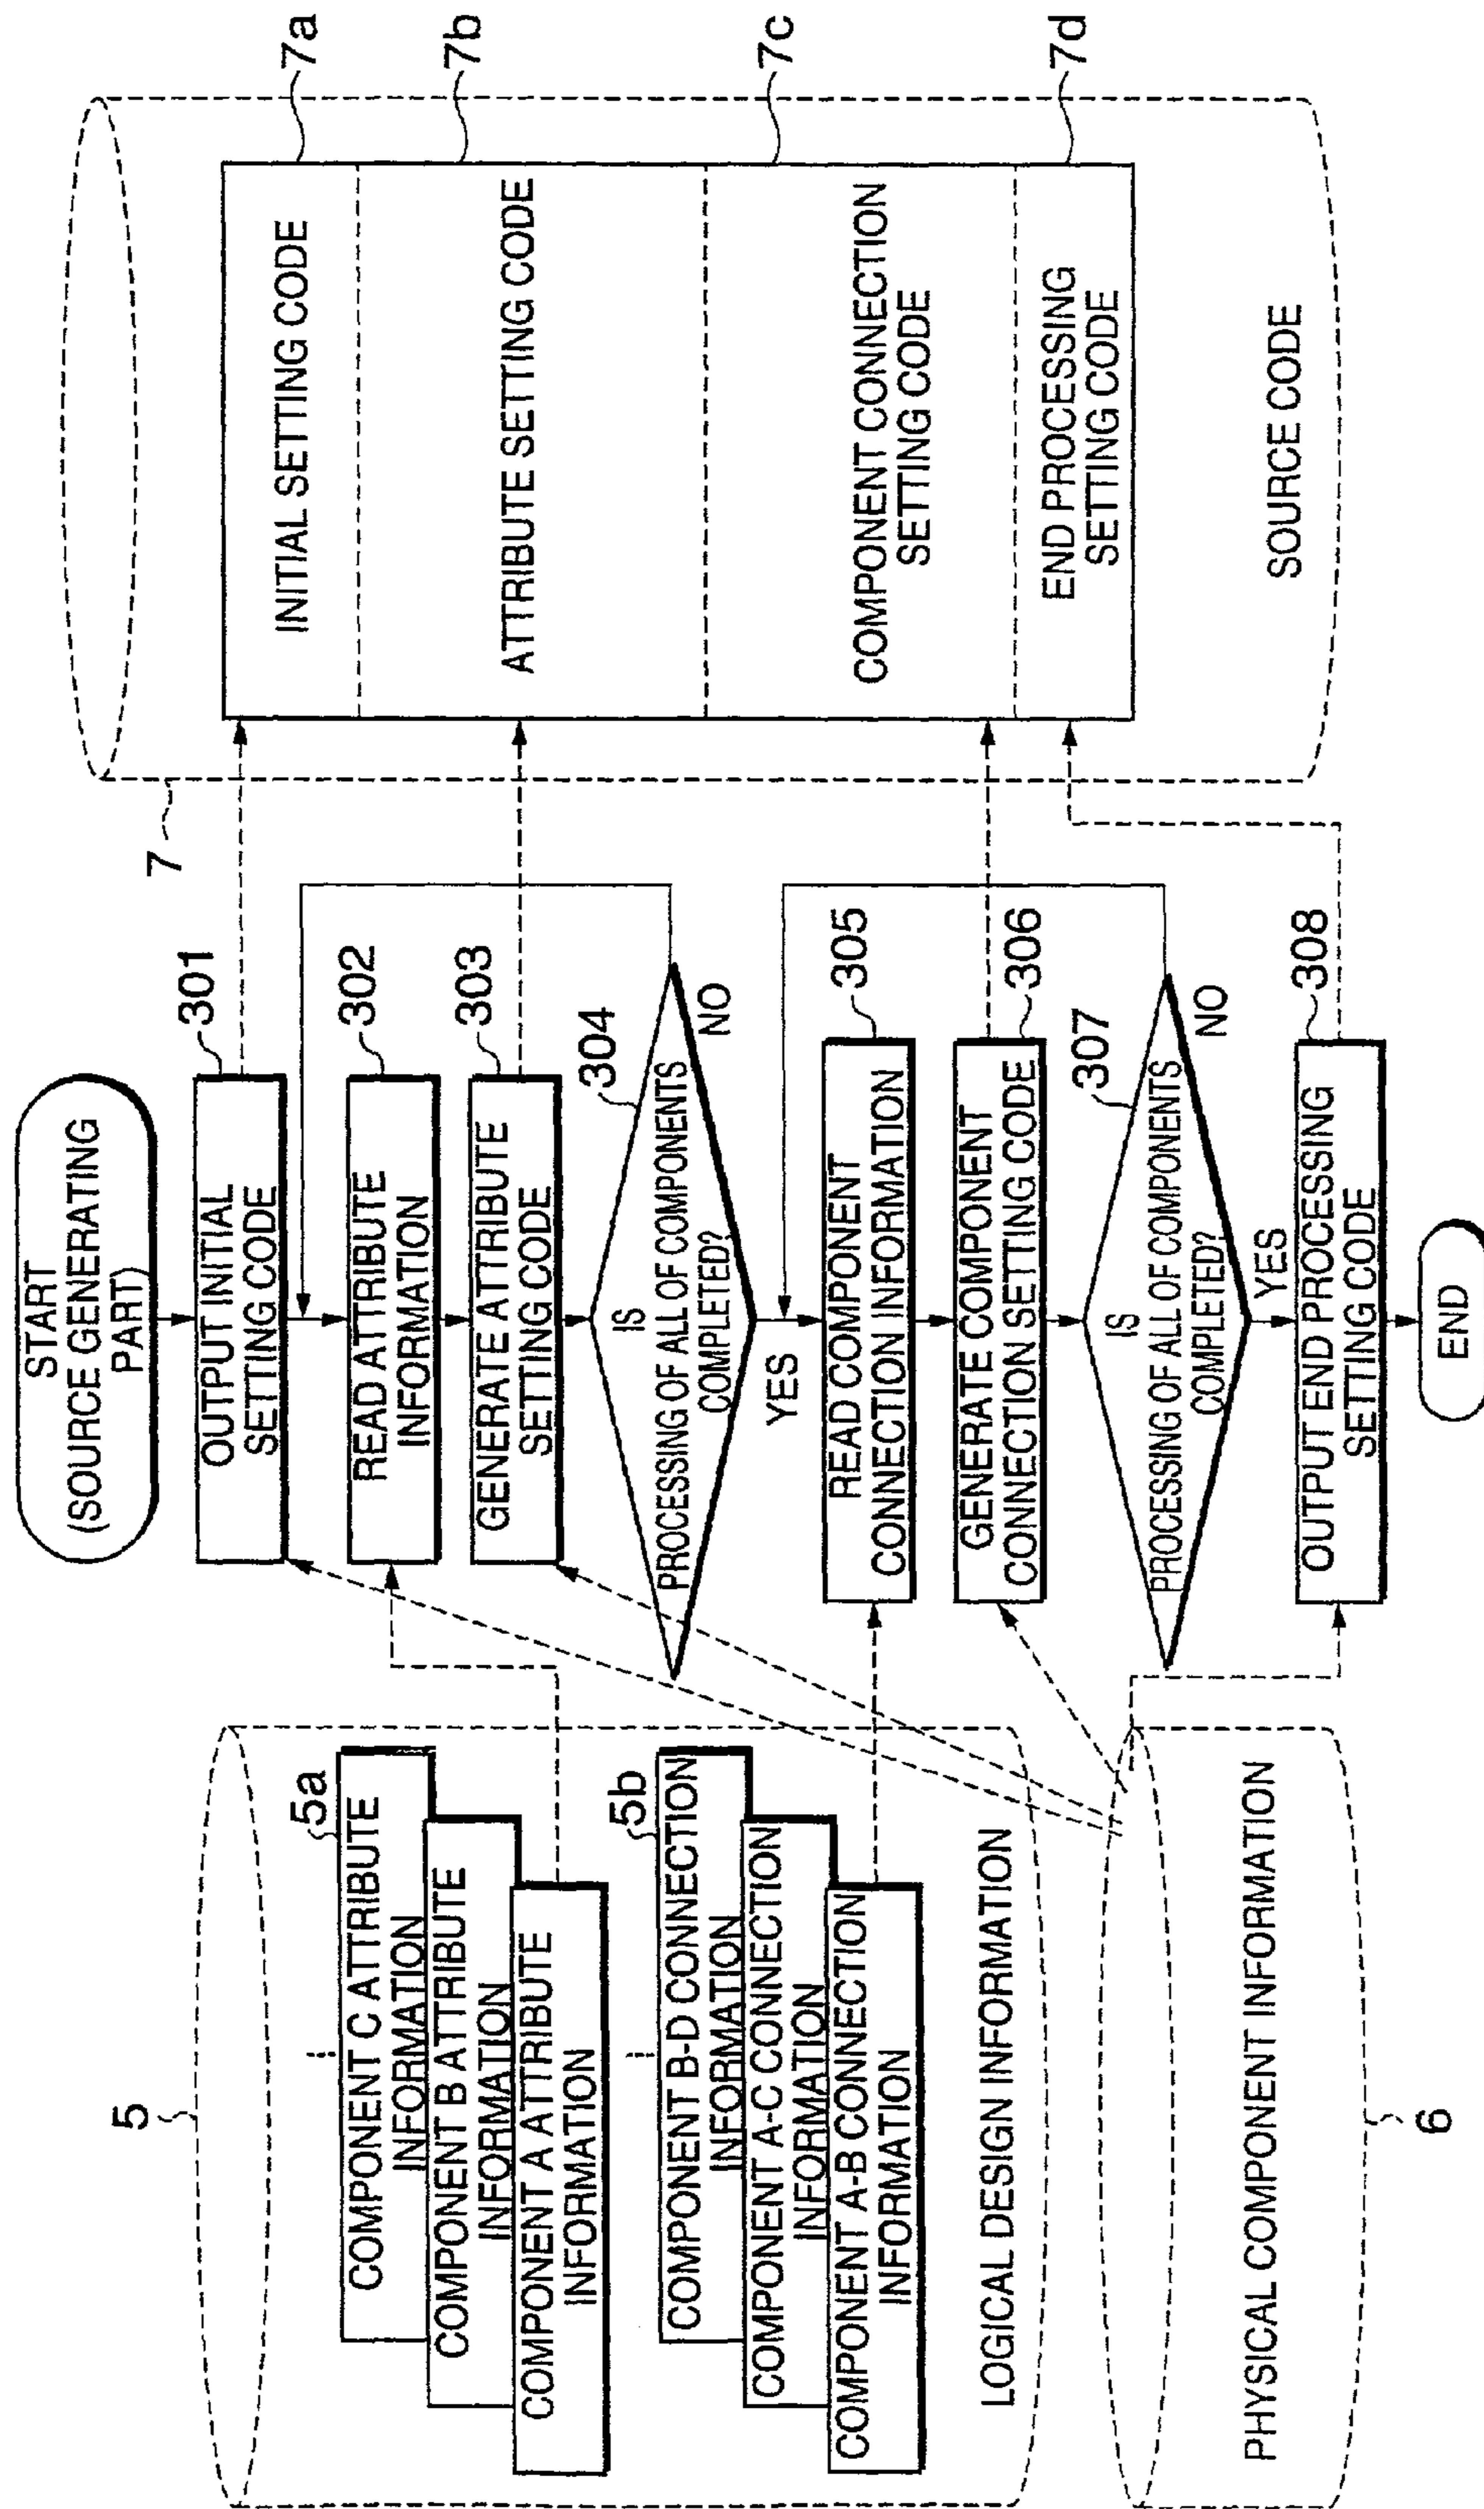 5
5a
COMPONENT C ATTRIBUTE
INFORMATION
COMPONENT B ATTRIBUTE
INFORMATION
COMPONENT A ATTRIBUTE
INFORMATION
5b
COMPONENT B-D CONNECTION
INFORMATION
COMPONENT A-C CONNECTION
INFORMATION
COMPONENT A-B CONNECTION
INFORMATION
LOGICAL DESIGN INFORMATION
PHYSICAL COMPONENT INFORMATION
6
START
(SOURCE GENERATING
PART)
OUTPUT INITIAL
SETTING CODE
301
READ ATTRIBUTE
INFORMATION
302
GENERATE ATTRIBUTE
SETTING CODE
303
IS
PROCESSING OF ALL OF COMPONENTS
COMPLETED?
304
NO
YES
READ COMPONENT
CONNECTION INFORMATION
305
GENERATE COMPONENT
CONNECTION SETTING CODE
306
IS
PROCESSING OF ALL OF COMPONENTS
COMPLETED?
307
NO
YES
OUTPUT END PROCESSING
SETTING CODE
308
END
7
INITIAL SETTING CODE
7a
ATTRIBUTE SETTING CODE
7b
COMPONENT CONNECTION
SETTING CODE
7c
END PROCESSING
SETTING CODE
7d
SOURCE CODE